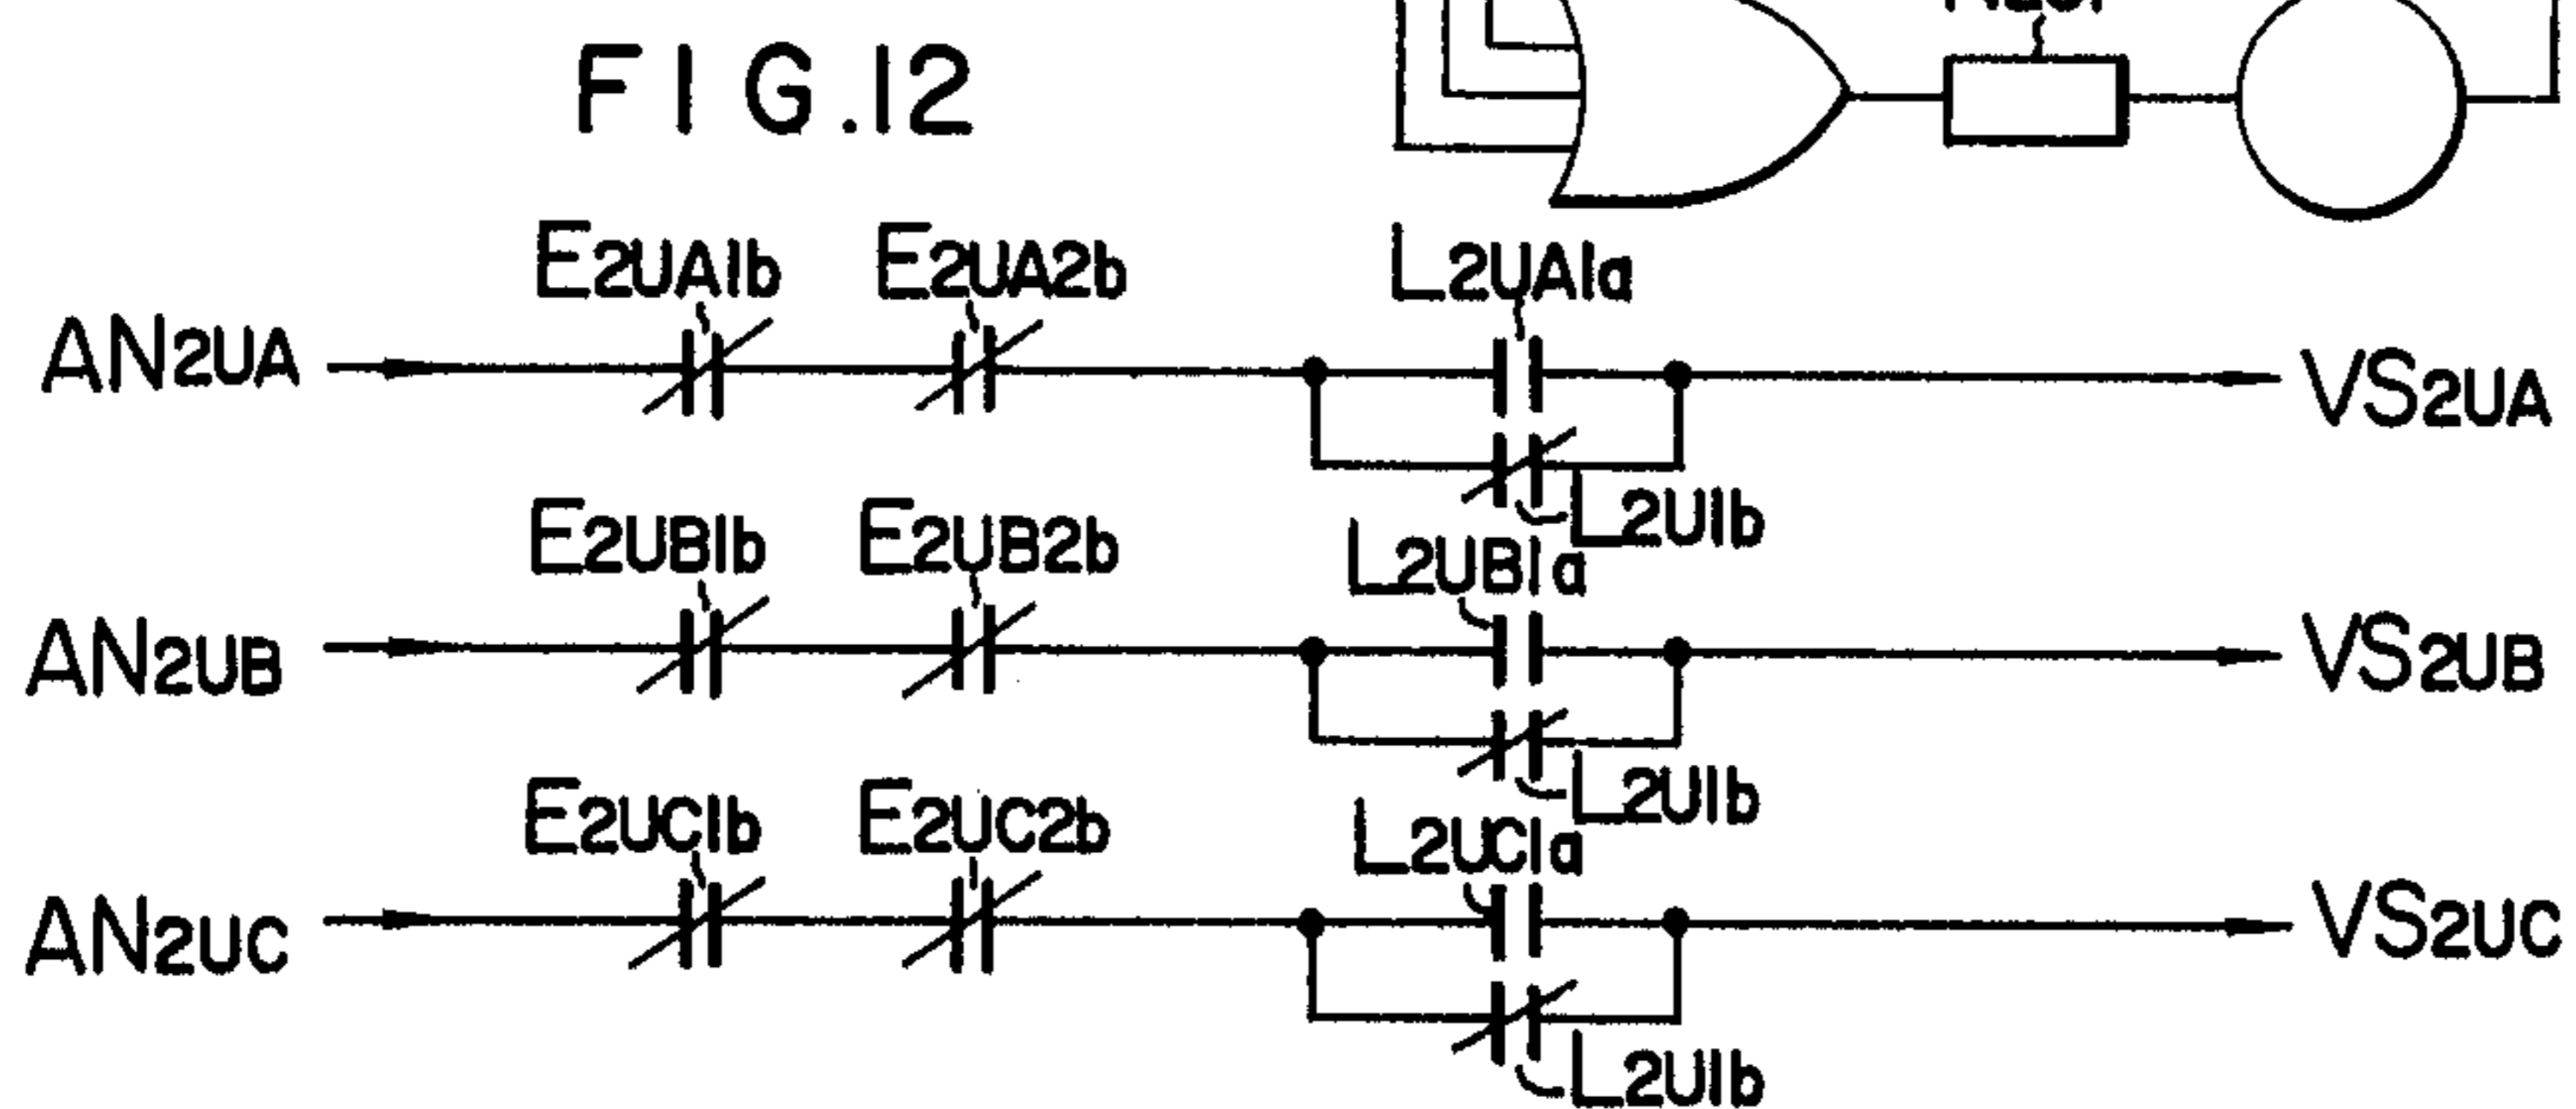 FIG.12
E2UA1b E2UA2b L2UA1a
AN2UA VS2UA
L2U1b
E2UB1b E2UB2b L2UB1a
AN2UB VS2UB
L2U1b
E2UC1b E2UC2b L2UC1a
AN2UC VS2UC
L2U1b